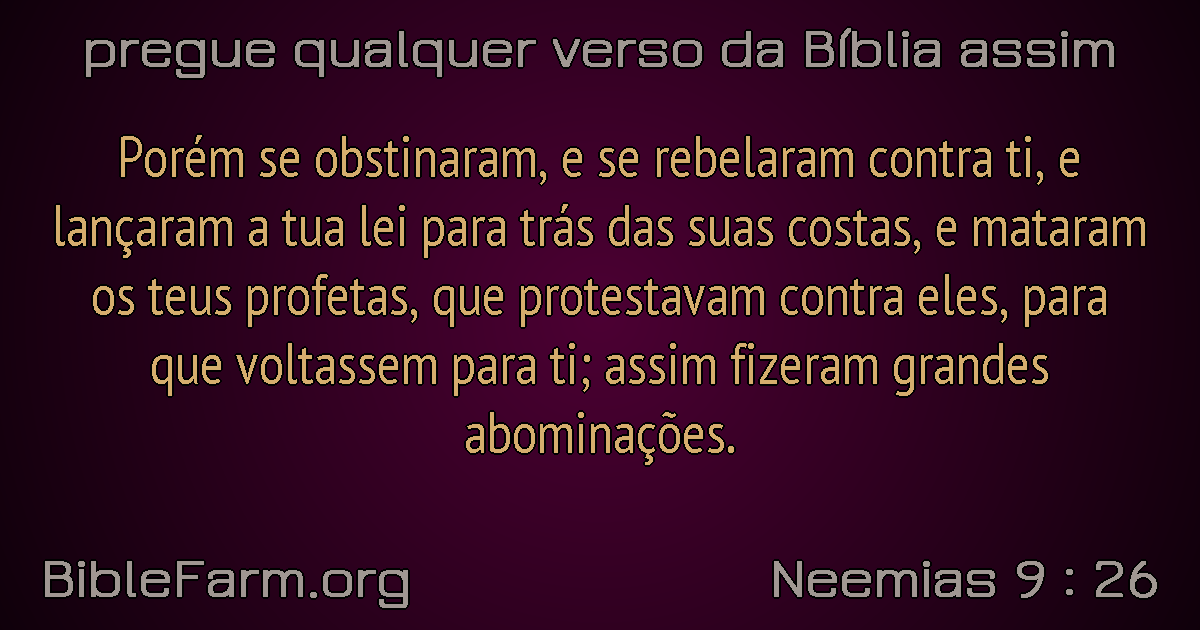 pregue qualquer verso da Bíblia assim
Porém se obstinaram, e se rebelaram contra ti, e
lançaram a tua lei para trás das suas costas, e mataram
os teus profetas, que protestavam contra eles, para
que voltassem para ti; assim fizeram grandes
abominações.
BibleFarm.org
Neemias 9 : 26